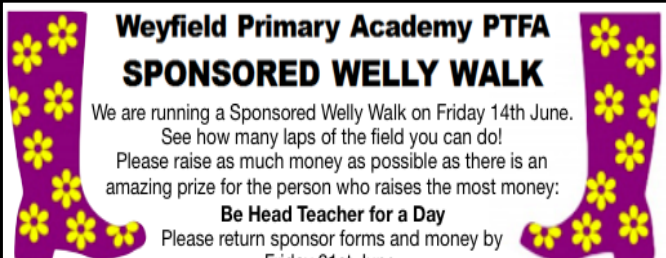 Weyfield Primary Academy PTFA
SPONSORED WELLY WALK
We are running a Sponsored Welly Walk on Friday 14th June.
See how many laps of the field you can do!
Please raise as much money as possible as there is an
amazing prize for the person who raises the most money:
Be Head Teacher for a Day
Please return sponsor forms and money by
Friday 21st June